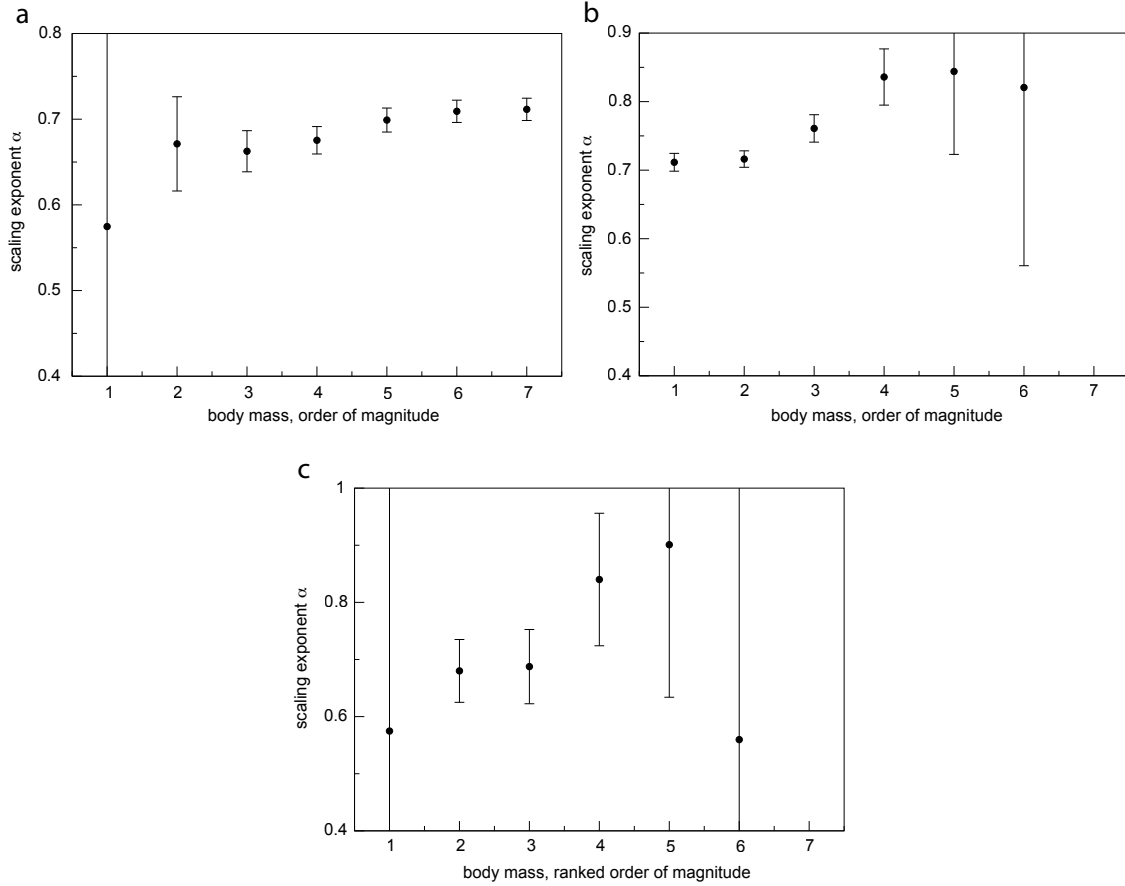 a
0.8
0.7
0.6
0.5
0.4
scaling exponent α
1 2 3 4 5 6 7
body mass, order of magnitude
b
0.9
0.8
0.7
0.6
0.5
0.4
scaling exponent α
1 2 3 4 5 6 7
body mass, order of magnitude
c
1
0.8
0.6
0.4
scaling exponent α
1 2 3 4 5 6 7
body mass, ranked order of magnitude